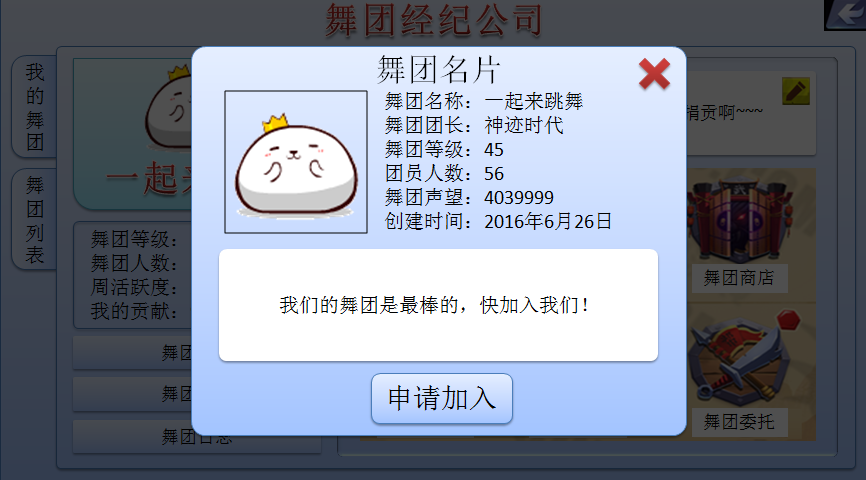 舞团经纪公司
我的舞团
舞团列表
一起来
舞团等级：
舞团人数：
周活跃度：
我的贡献：
舞团名片
舞团名称：一起来跳舞
舞团团长：神迹时代
舞团等级：45
团员人数：56
舞团声望：4039999
创建时间：2016年6月26日
我们的舞团是最棒的，快加入我们！
申请加入
捐贡啊~~~
舞团商店
舞团委托
舞团日志